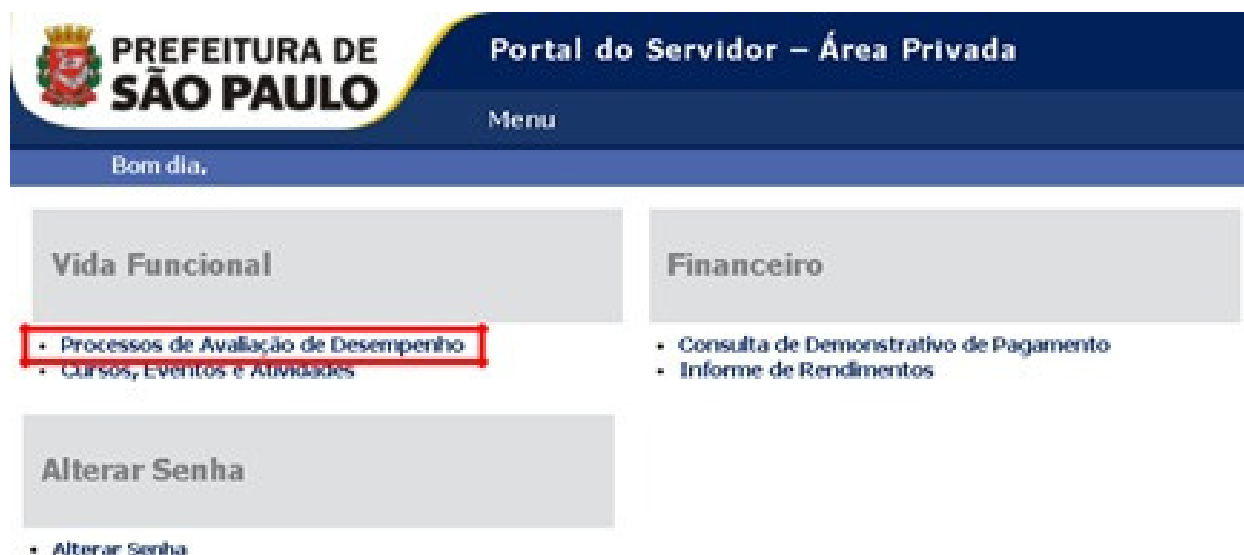 PREFEITURA DE
SÃO PAULO
Portal do Servidor – Área Privada
Menu
Bom dia,
Vida Funcional
Financeiro
• Processos de Avaliação de Desempenho
• Cursos, Eventos e Atividades
• Consulta de Demonstrativo de Pagamento
• Informe de Rendimentos
Alterar Senha
• Alterar Senha